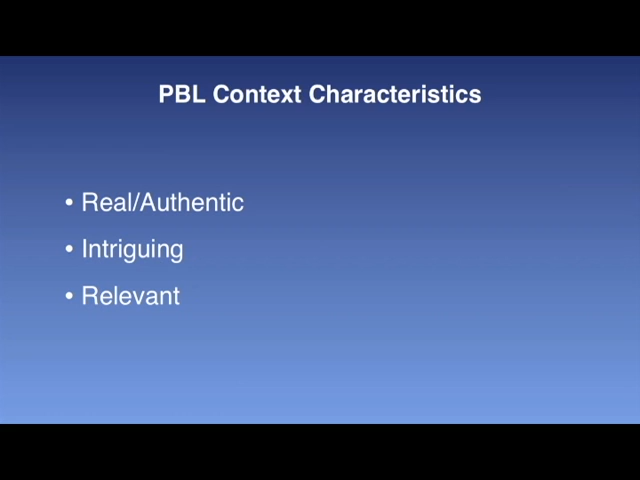 PBL Context Characteristics
• Real/Authentic
• Intriguing
• Relevant